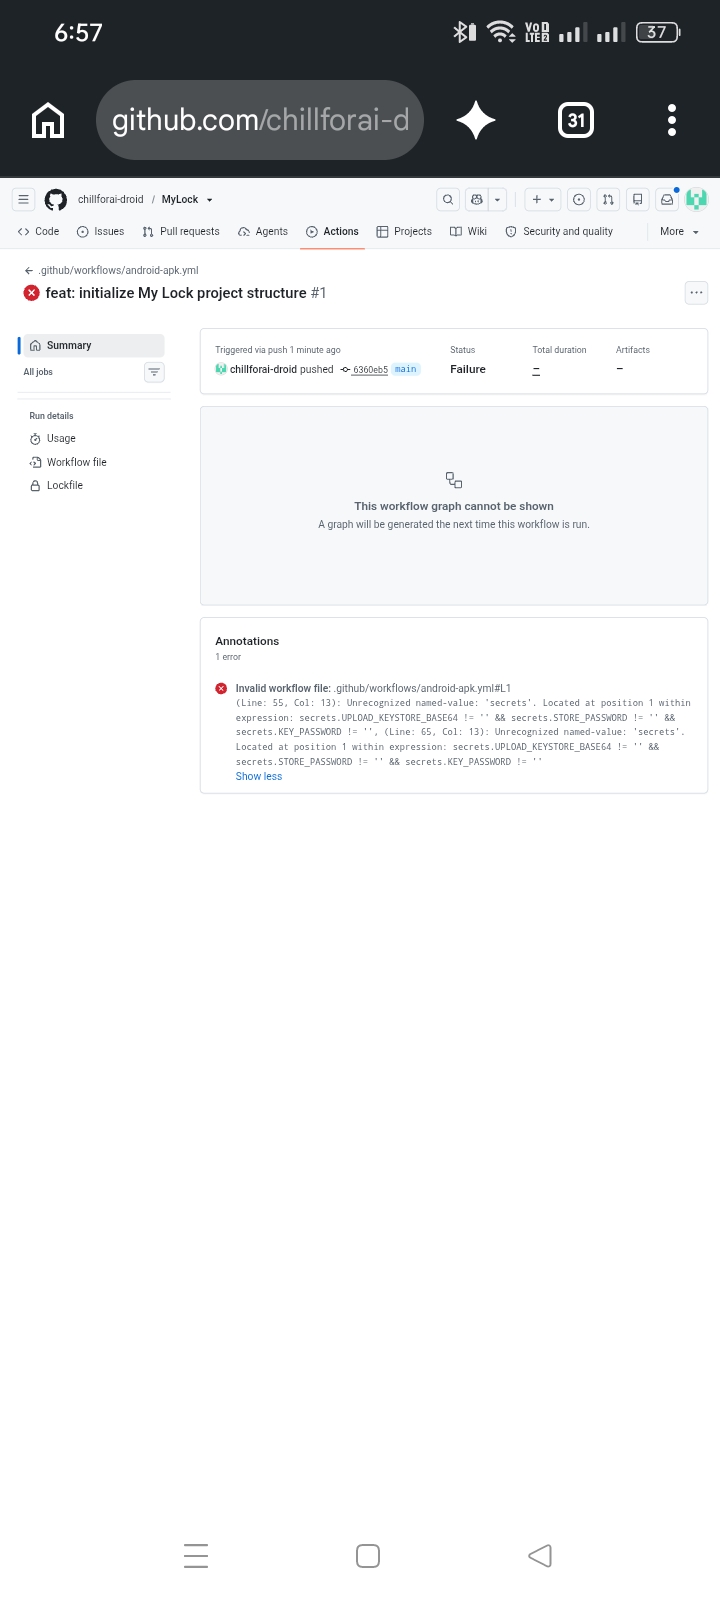 6:57
VoD LTE2
37
github.com/chillforai-d
31
chillforai-droid / MyLock
Code Issues Pull requests Agents Actions Projects Wiki Security and quality More
.github/workflows/android-apk.yml
feat: initialize My Lock project structure #1
Summary
All jobs
Run details
Usage
Workflow file
Lockfile
Triggered via push 1 minute ago
chillforai-droid pushed 6360eb5 main
Status
Failure
Total duration
–
Artifacts
–
This workflow graph cannot be shown
A graph will be generated the next time this workflow is run.
Annotations
1 error
Invalid workflow file: .github/workflows/android-apk.yml#L1
(Line: 55, Col: 13): Unrecognized named-value: 'secrets'. Located at position 1 within
expression: secrets.UPLOAD_KEYSTORE_BASE64 != '' && secrets.STORE_PASSWORD != '' &&
secrets.KEY_PASSWORD != '', (Line: 65, Col: 13): Unrecognized named-value: 'secrets'.
Located at position 1 within expression: secrets.UPLOAD_KEYSTORE_BASE64 != '' &&
secrets.STORE_PASSWORD != '' && secrets.KEY_PASSWORD != ''
Show less